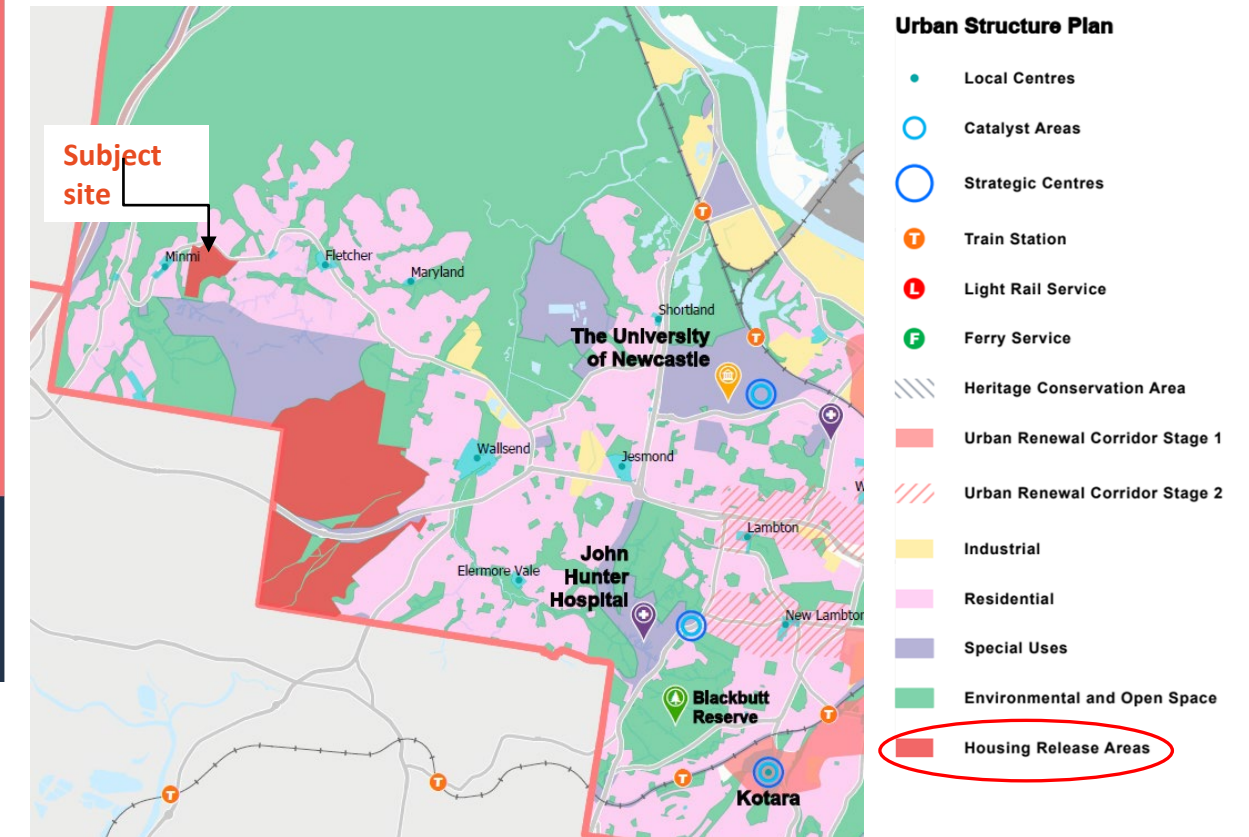 Subject
site
Minmi
Fletcher
Maryland
Shortland
The University
of Newcastle
Wallsend
Jesmond
Lambton
John
Hunter
Hospital
Elermore Vale
New Lambton
Blackbutt
Reserve
Kotara
T
T
T
T
T
T
W
Urban Structure Plan
Local Centres
Catalyst Areas
Strategic Centres
T Train Station
L Light Rail Service
F Ferry Service
Heritage Conservation Area
Urban Renewal Corridor Stage 1
Urban Renewal Corridor Stage 2
Industrial
Residential
Special Uses
Environmental and Open Space
Housing Release Areas